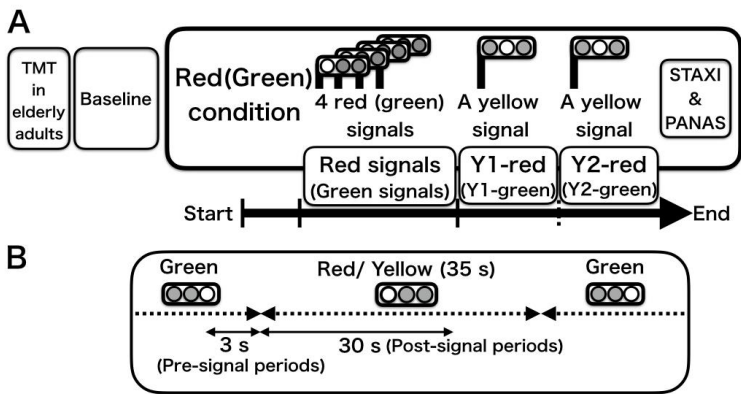 A
TMT
in
elderly
adults
Baseline
Red(Green)
condition
4 red (green)
signals
A yellow
signal
A yellow
signal
STAXI
&
PANAS
Red signals
(Green signals)
Y1-red
(Y1-green)
Y2-red
(Y2-green)
Start
End
B
Green
Red/ Yellow (35 s)
Green
3 s
(Pre-signal periods)
30 s (Post-signal periods)